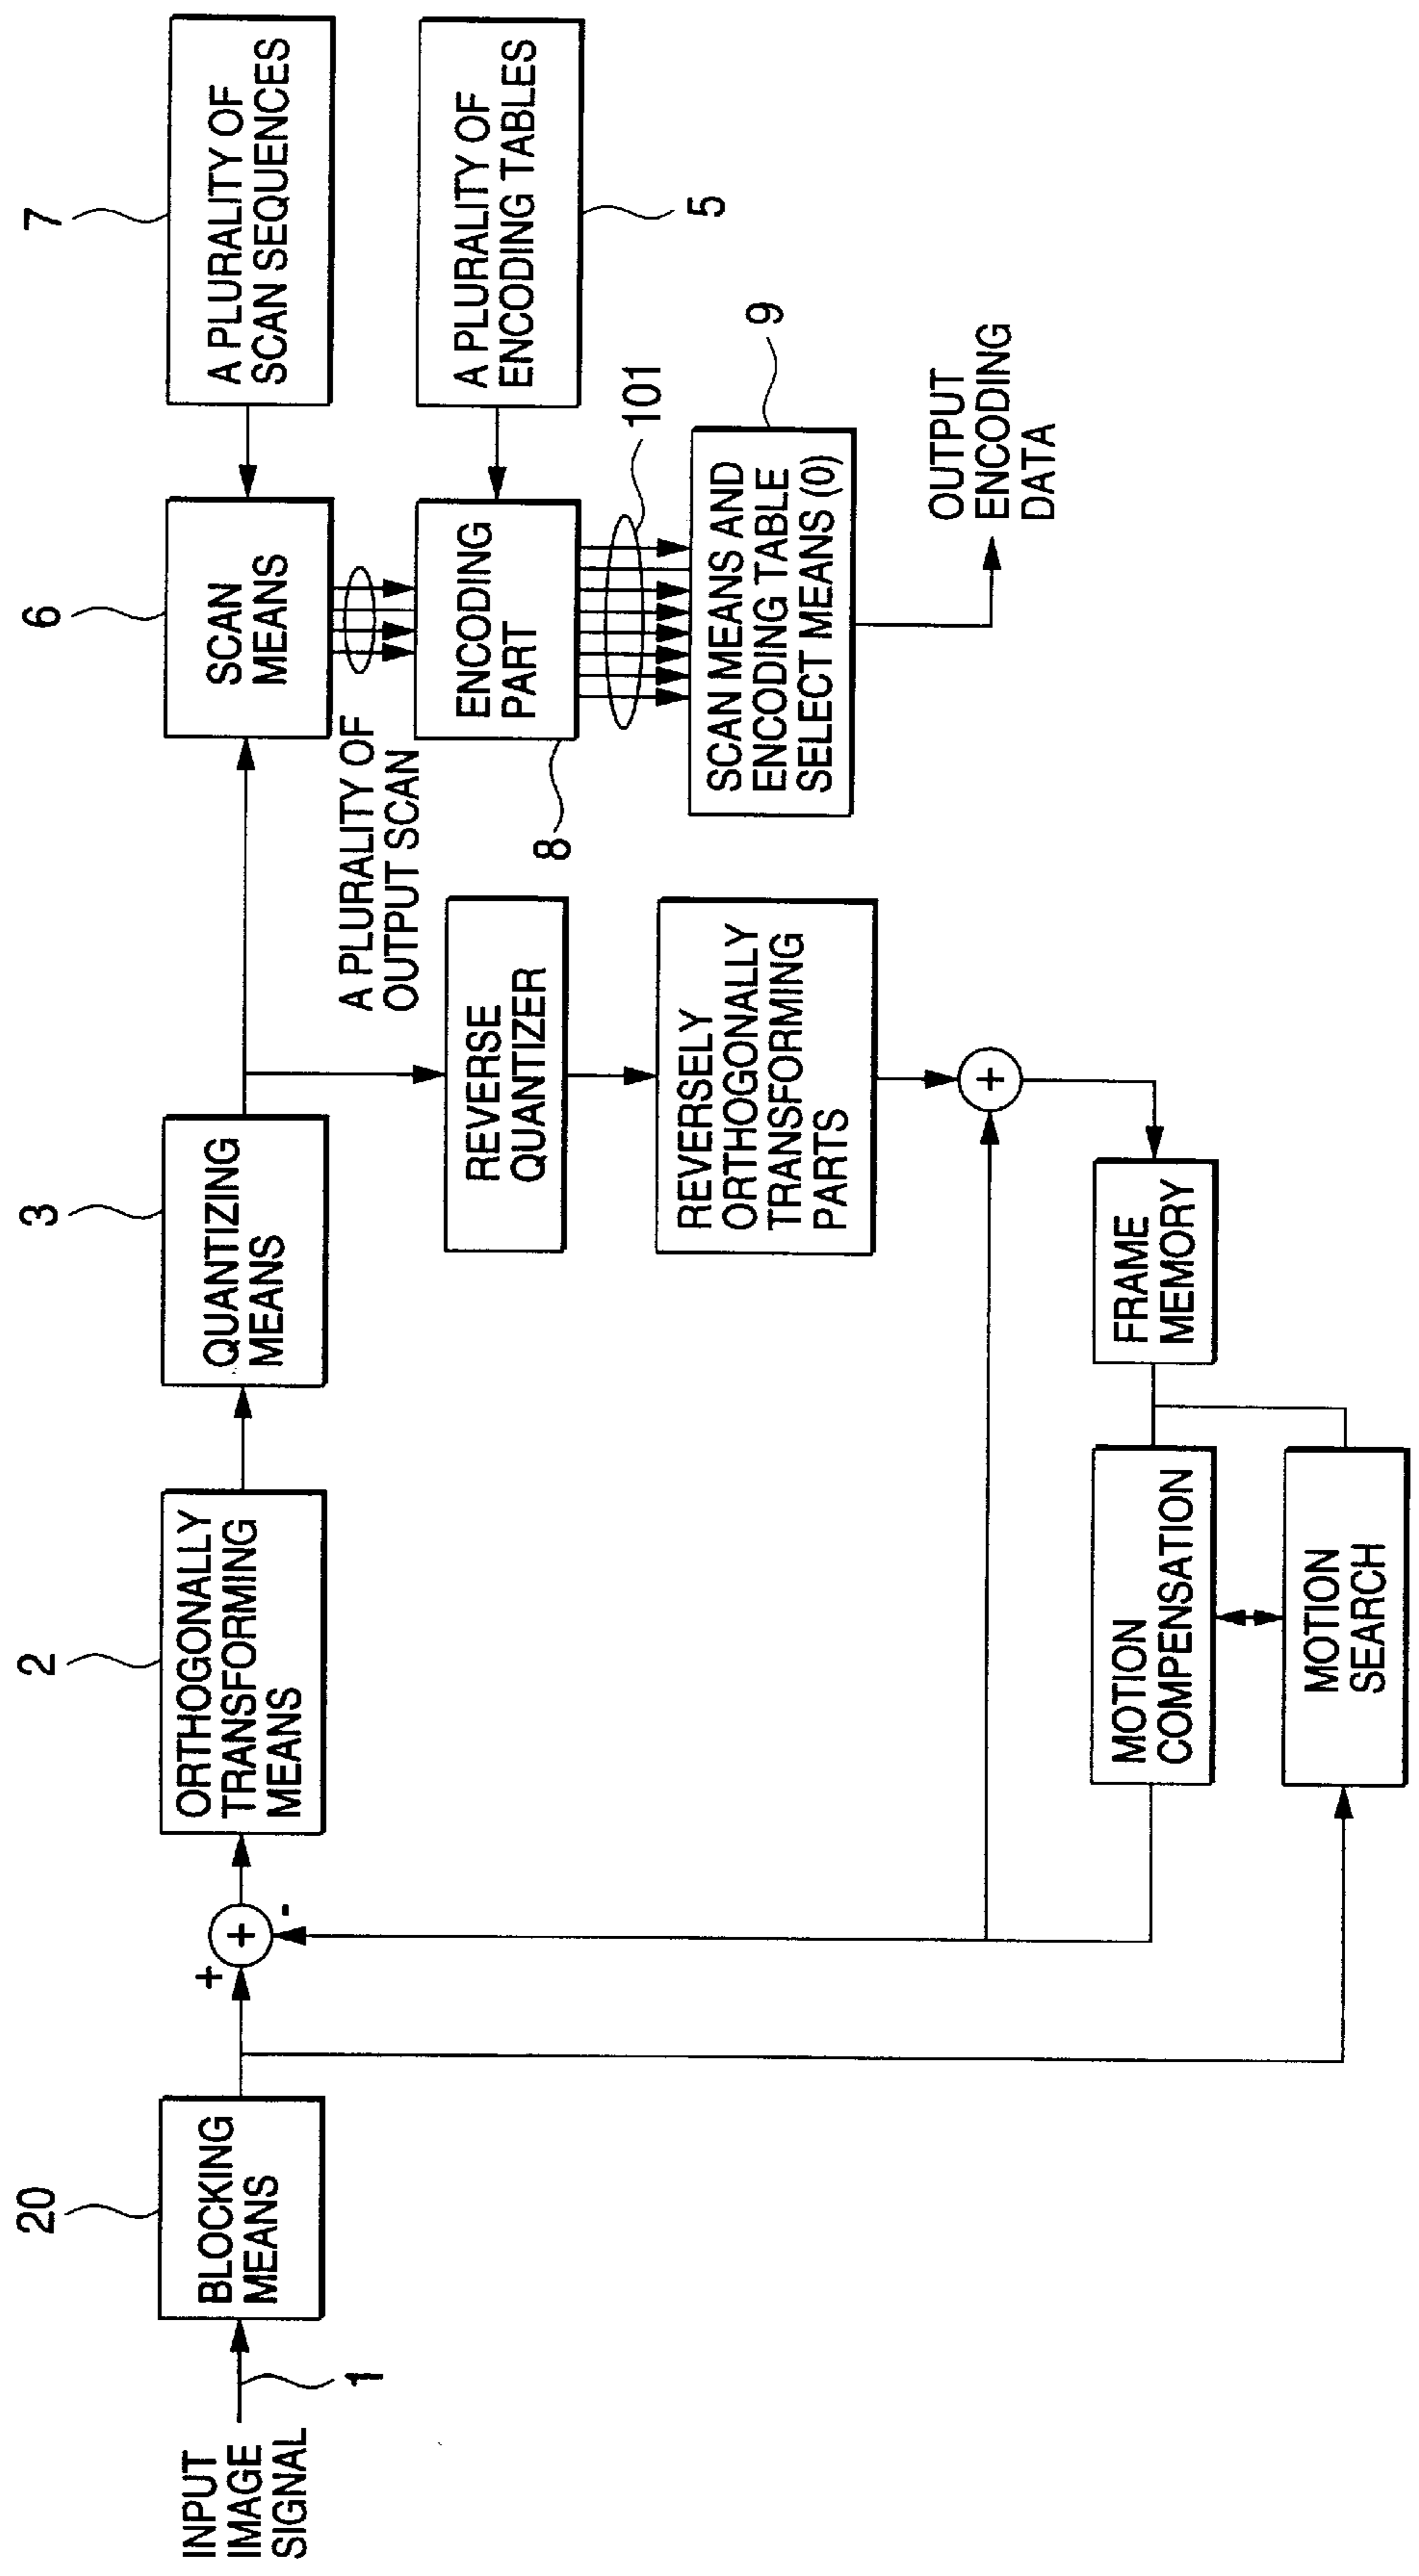 INPUT
IMAGE
SIGNAL
1
20
BLOCKING
MEANS
+
+
-
2
ORTHOGONALLY
TRANSFORMING
MEANS
3
QUANTIZING
MEANS
6
SCAN
MEANS
7
A PLURALITY OF
SCAN SEQUENCES
A PLURALITY OF
OUTPUT SCAN
8
ENCODING
PART
A PLURALITY OF
ENCODING TABLES
5
101
9
SCAN MEANS AND
ENCODING TABLE
SELECT MEANS (0)
OUTPUT
ENCODING
DATA
REVERSE
QUANTIZER
REVERSELY
ORTHOGONALLY
TRANSFORMING
PARTS
+
FRAME
MEMORY
MOTION
COMPENSATION
MOTION
SEARCH